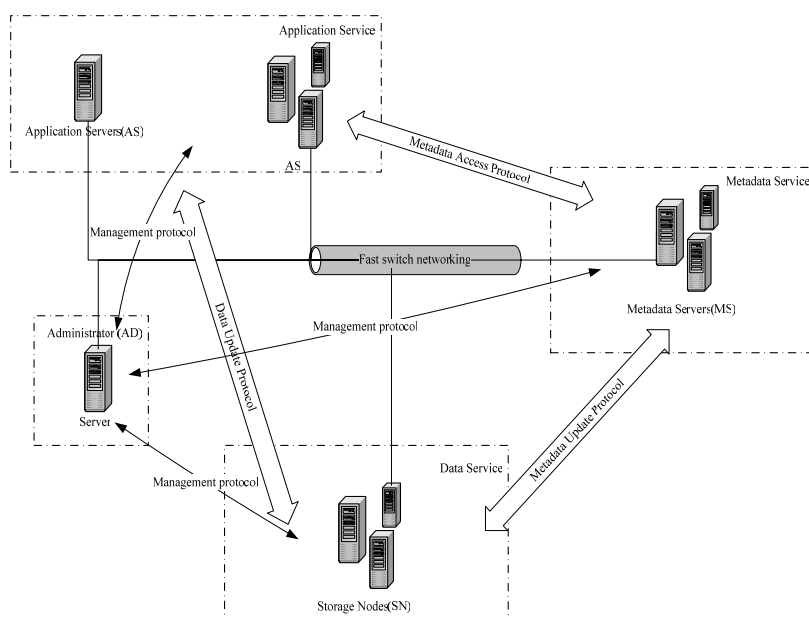 Application Service
Application Servers(AS)
AS
Metadata Access Protocol
Metadata Service
Management protocol
Fast switch networking
Metadata Servers(MS)
Administrator (AD)
Management protocol
Data Update Protocol
Server
Metadata Update Protocol
Data Service
Management protocol
Storage Nodes(SN)